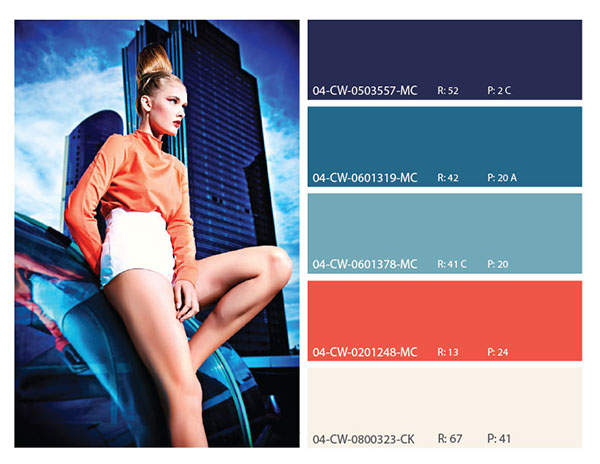 04-CW-0503557-MC R: 52 P: 2 C
04-CW-0601319-MC R: 42 P: 20 A
04-CW-0601378-MC R: 41 C P: 20
04-CW-0201248-MC R: 13 P: 24
04-CW-0800323-CK R: 67 P: 41